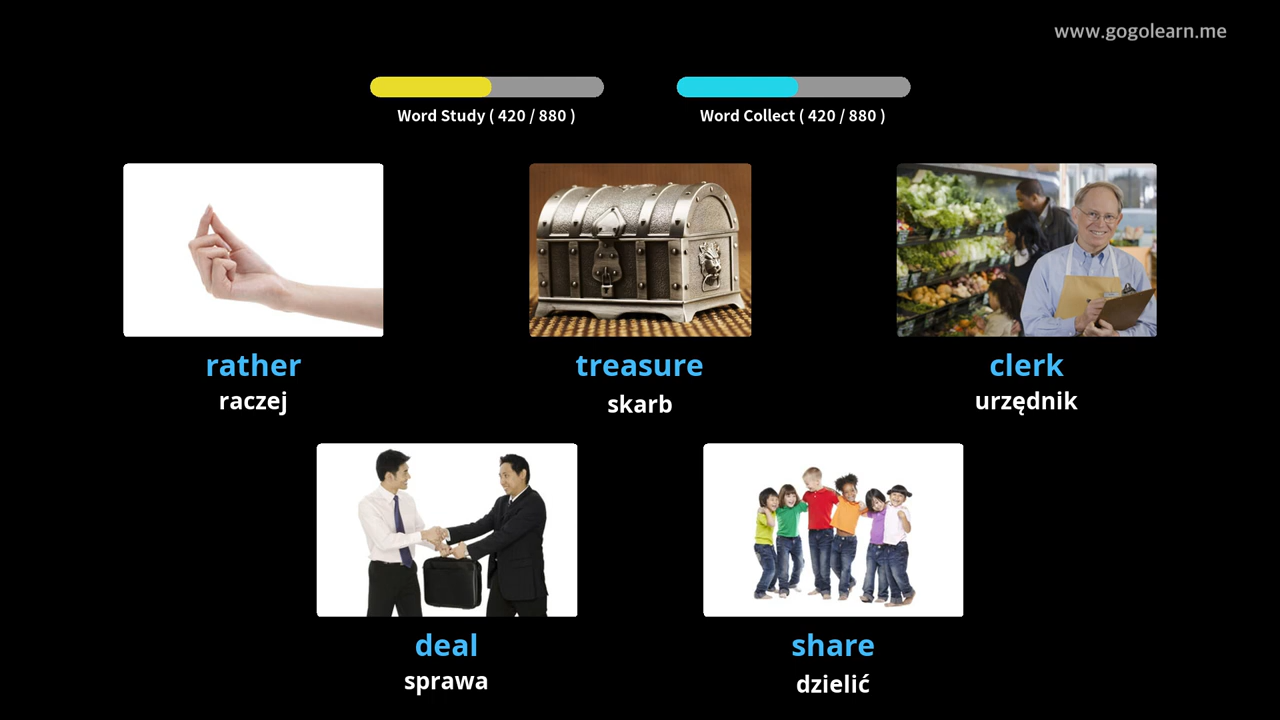 www.gogolearn.me
Word Study ( 420 / 880 )
Word Collect ( 420 / 880 )
rather
raczej
treasure
skarb
clerk
urzędnik
deal
sprawa
share
dzielić